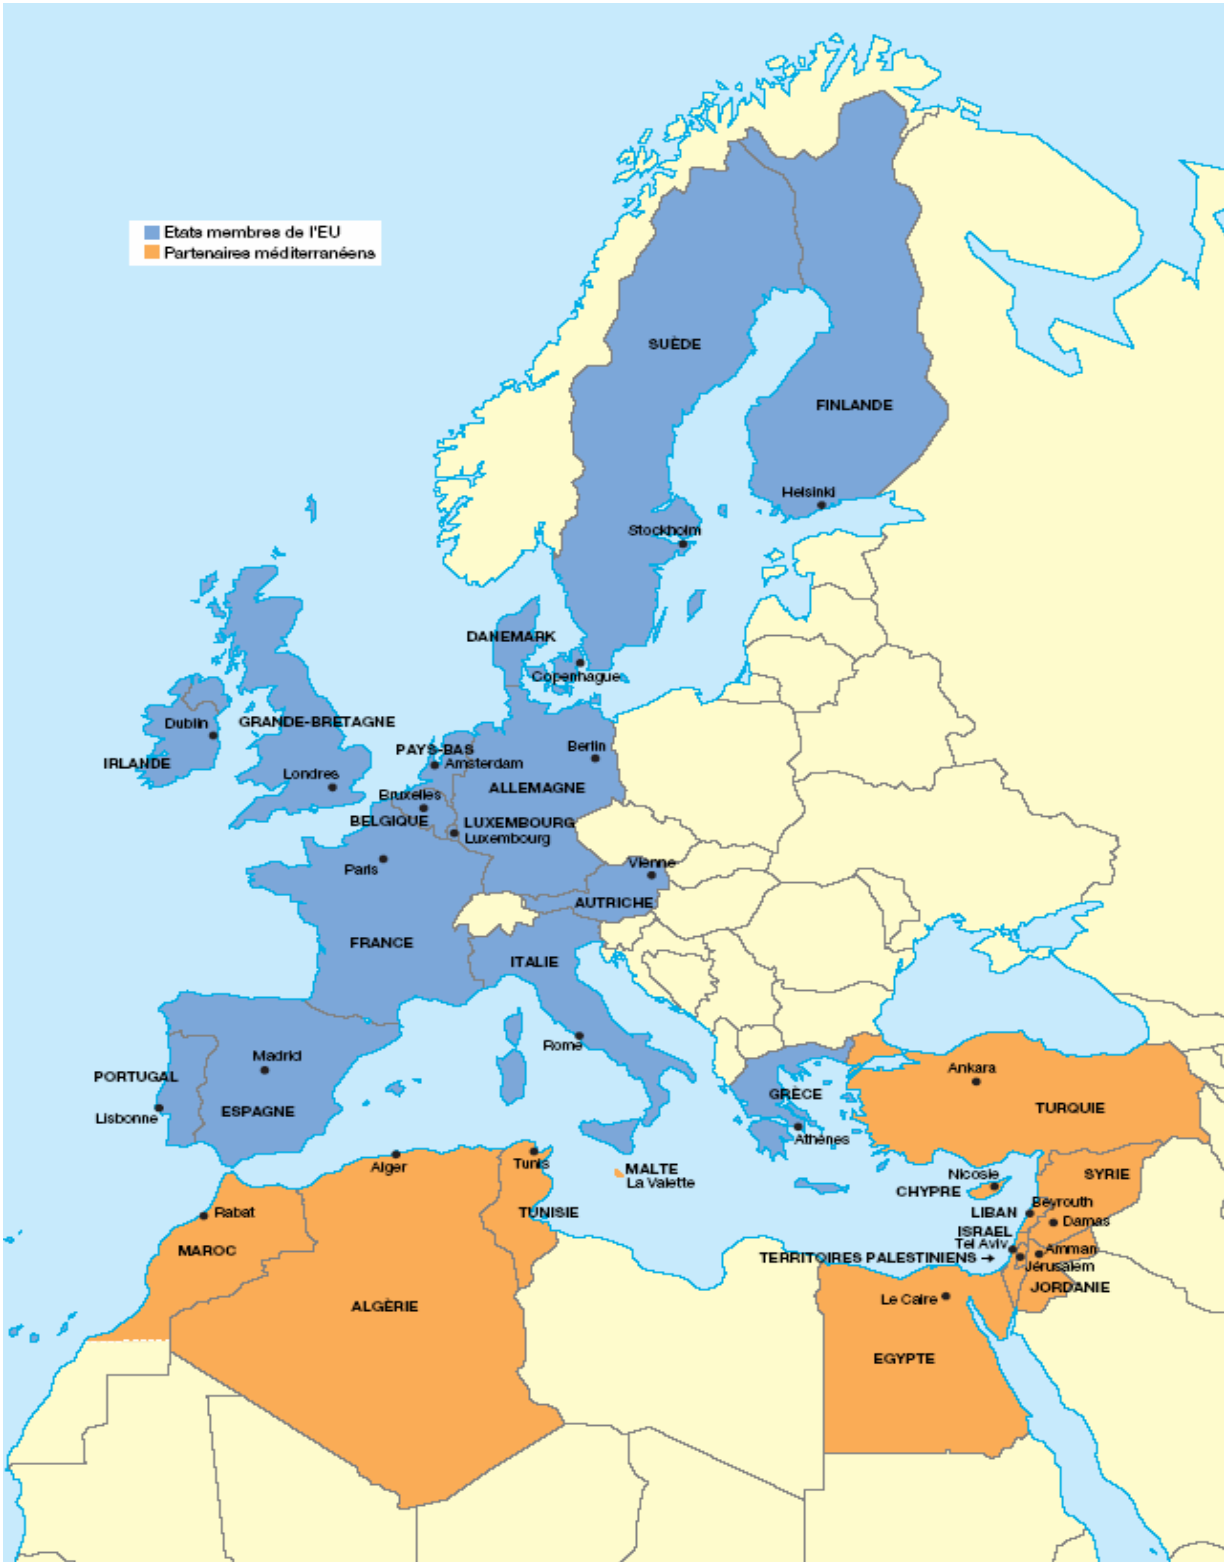 Etats membres de l'EU
Partenaires méditerranéens
SUÈDE
FINLANDE
Helsinki
Stockholm
DANEMARK
Copenhague
Dublin
GRANDE-BRETAGNE
IRLANDE
Londres
PAYS-BAS
Amsterdam
Berlin
ALLEMAGNE
Bruxelles
BELGIQUE
LUXEMBOURG
Luxembourg
Paris
Vienne
AUTRICHE
FRANCE
ITALIE
Rome
Madrid
PORTUGAL
Lisbonne
ESPAGNE
GRÈCE
Athènes
Ankara
TURQUIE
Alger
Tunis
MALTE
La Valette
Nicosie
CHYPRE
SYRIE
Beyrouth
LIBAN
Damas
ISRAEL
Tel Aviv
TERRITOIRES PALESTINIENS →
Amman
Jérusalem
JORDANIE
Rabat
MAROC
TUNISIE
ALGÈRIE
Le Caire
EGYPTE